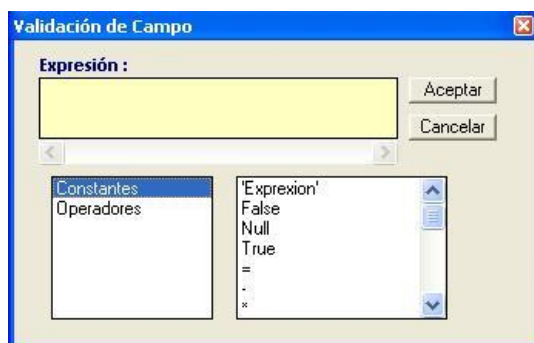 Validación de Campo
Expresión :
Aceptar
Cancelar
Constantes
Operadores
'Exprexion'
False
Null
True
=
-
*